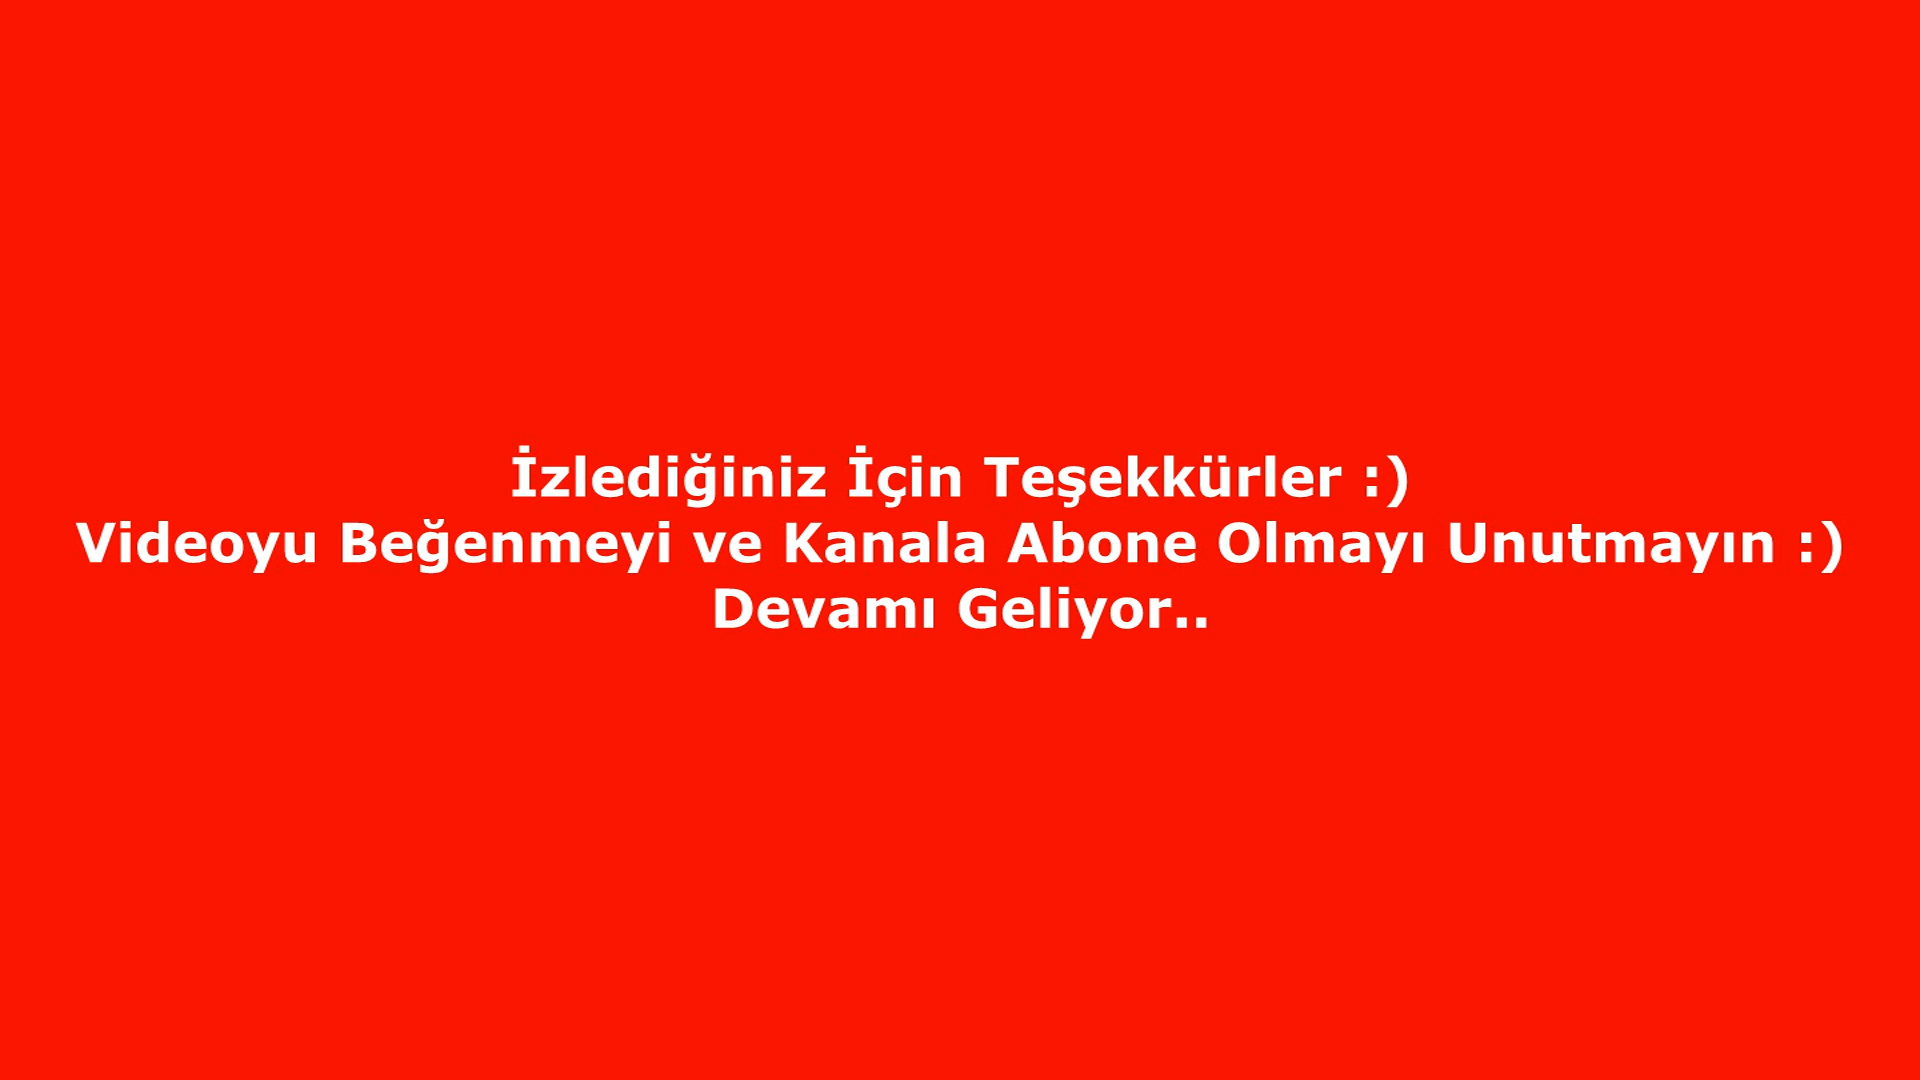 İzlediğiniz İçin Teşekkürler :)
Videoyu Beğenmeyi ve Kanala Abone Olmayı Unutmayın :)
Devamı Geliyor..